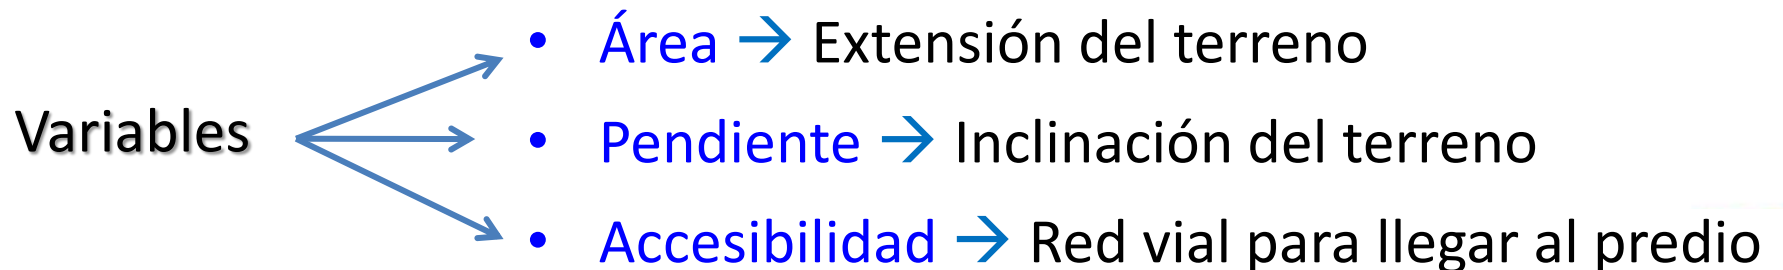 • Área → Extensión del terreno
Variables
• Pendiente → Inclinación del terreno
• Accesibilidad → Red vial para llegar al predio